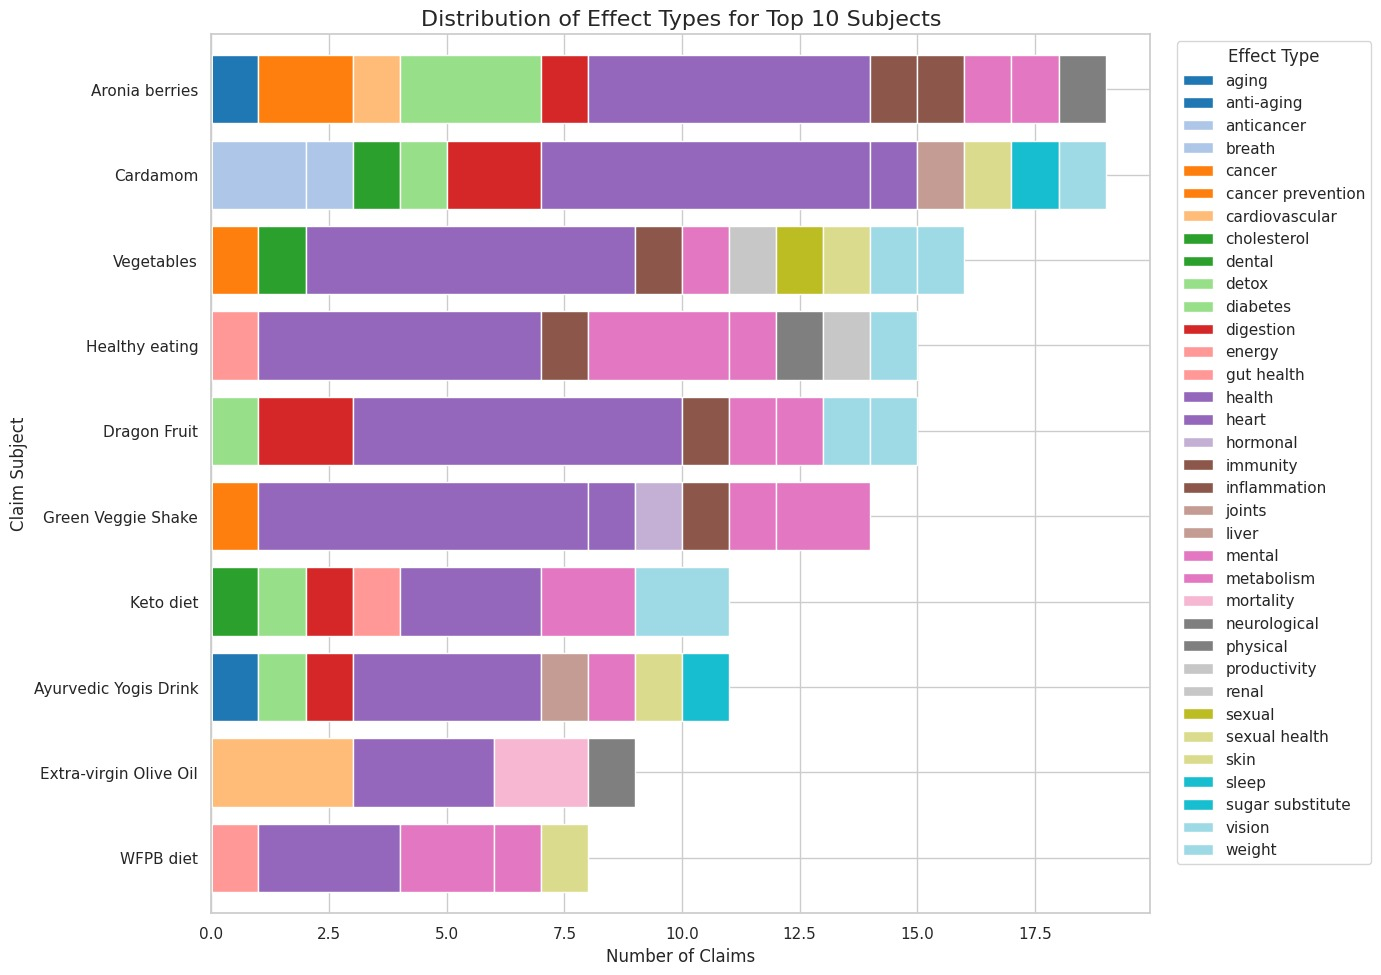 Distribution of Effect Types for Top 10 Subjects
Claim Subject
Aronia berries
Cardamom
Vegetables
Healthy eating
Dragon Fruit
Green Veggie Shake
Keto diet
Ayurvedic Yogis Drink
Extra-virgin Olive Oil
WFPB diet
0.0 2.5 5.0 7.5 10.0 12.5 15.0 17.5
Number of Claims
Effect Type
aging
anti-aging
anticancer
breath
cancer
cancer prevention
cardiovascular
cholesterol
dental
detox
diabetes
digestion
energy
gut health
health
heart
hormonal
immunity
inflammation
joints
liver
mental
metabolism
mortality
neurological
physical
productivity
renal
sexual
sexual health
skin
sleep
sugar substitute
vision
weight